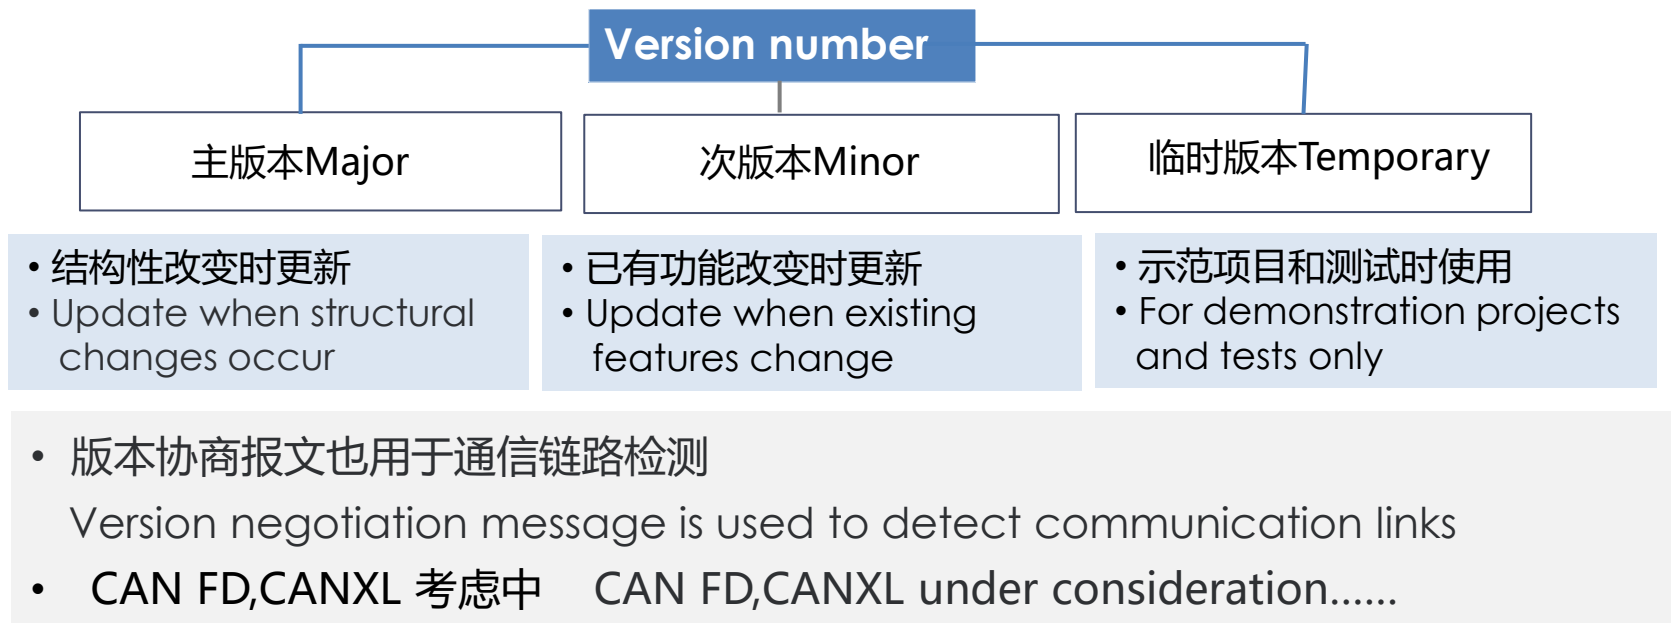 Version number
主版本Major
次版本Minor
临时版本Temporary
• 结构性改变时更新
• Update when structural
changes occur
• 已有功能改变时更新
• Update when existing
features change
• 示范项目和测试时使用
• For demonstration projects
and tests only
• 版本协商报文也用于通信链路检测
Version negotiation message is used to detect communication links
• CAN FD,CANXL 考虑中 CAN FD,CANXL under consideration......